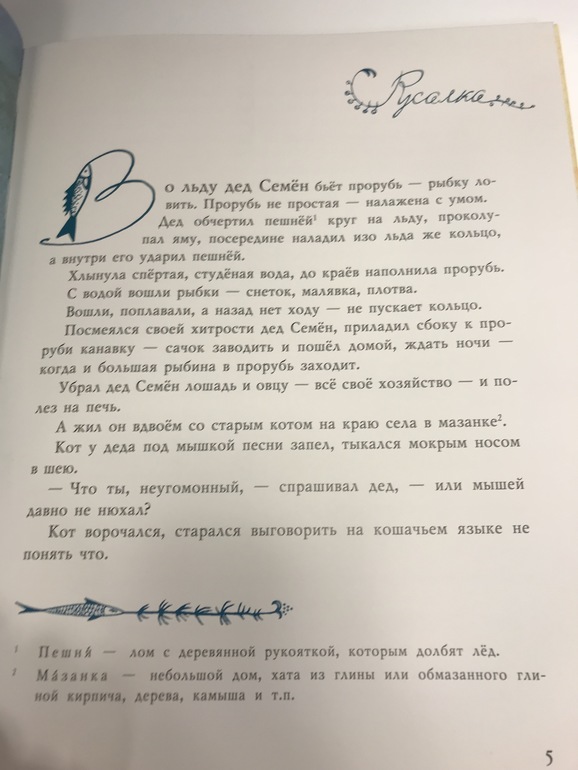 Русалка
Во льду дед Семён бьёт прорубь — рыбку ло-
вить. Прорубь не простая — налажена с умом.
Дед обчертил пешнёй¹ круг на льду, проколу-
пал яму, посередине наладил изо льда же кольцо,
а внутри его ударил пешнёй.
Хлынула спёртая, студёная вода, до краёв наполнила прорубь.
С водой вошли рыбки — снеток, малявка, плотва.
Вошли, поплавали, а назад нет ходу — не пускает кольцо.
Посмеялся своей хитрости дед Семён, приладил сбоку к про-
руби канавку — сачок заводить и пошёл домой, ждать ночи —
когда и большая рыбина в прорубь заходит.
Убрал дед Семён лошадь и овцу — всё своё хозяйство — и по-
лез на печь.
А жил он вдвоём со старым котом на краю села в мазанке².
Кот у деда под мышкой песни запел, тыкался мокрым носом
в шею.
— Что ты, неугомонный, — спрашивал дед, — или мышей
давно не нюхал?
Кот ворочался, старался выговорить на кошачьем языке не
понять что.
¹ Пешня́ — лом с деревянной рукояткой, которым долбят лёд.
² Ма́занка — небольшой дом, хата из глины или обмазанного гли-
ной кирпича, дерева, камыша и т.п.
5